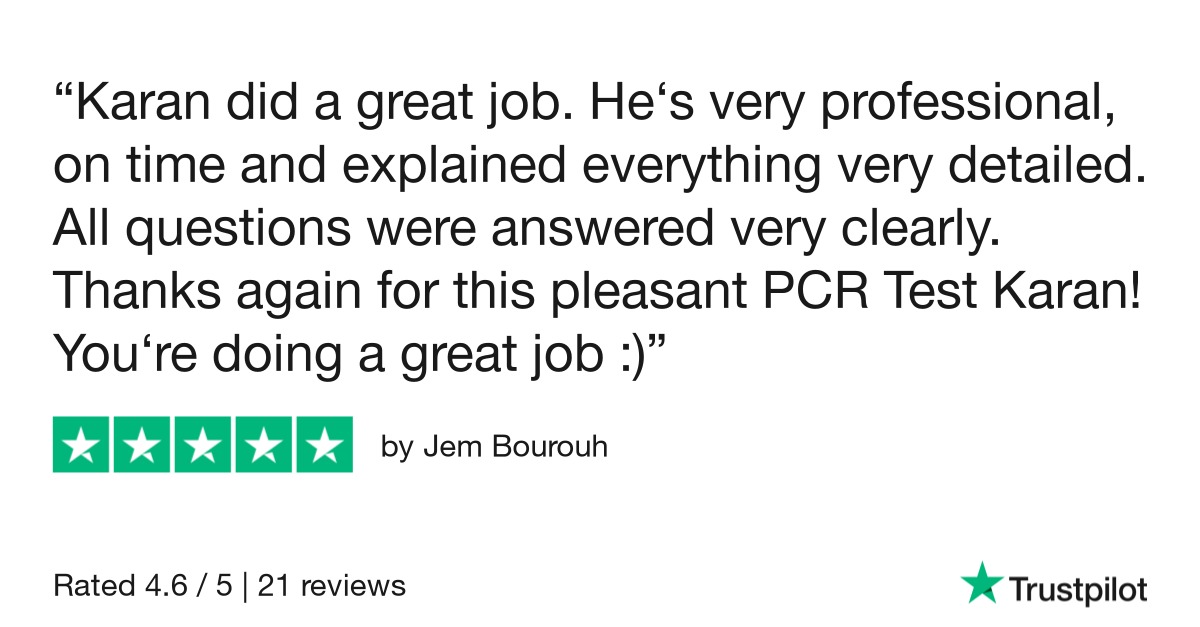 “Karan did a great job. He‘s very professional,
on time and explained everything very detailed.
All questions were answered very clearly.
Thanks again for this pleasant PCR Test Karan!
You‘re doing a great job :)”
by Jem Bourouh
Rated 4.6 / 5 | 21 reviews
Trustpilot